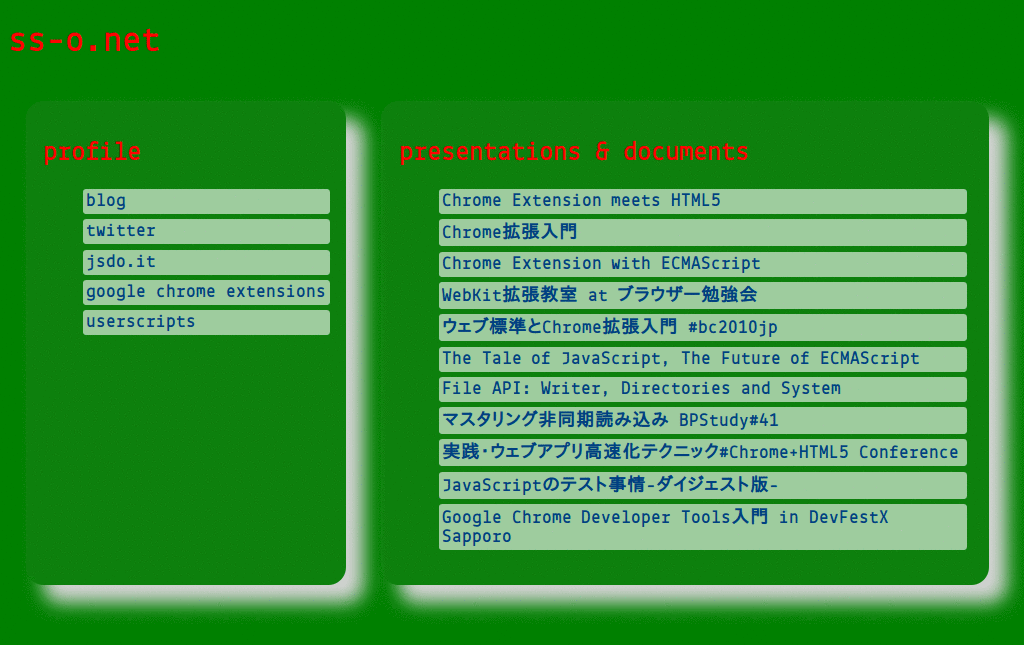 ss-o.net
profile
blog
twitter
jsdo.it
google chrome extensions
userscripts
presentations & documents
Chrome Extension meets HTML5
Chrome拡張入門
Chrome Extension with ECMAScript
WebKit拡張教室 at ブラウザー勉強会
ウェブ標準とChrome拡張入門 #bc2010jp
The Tale of JavaScript, The Future of ECMAScript
File API: Writer, Directories and System
マスタリング非同期読み込み BPStudy#41
実践・ウェブアプリ高速化テクニック#Chrome+HTML5 Conference
JavaScriptのテスト事情-ダイジェスト版-
Google Chrome Developer Tools入門 in DevFestX
Sapporo